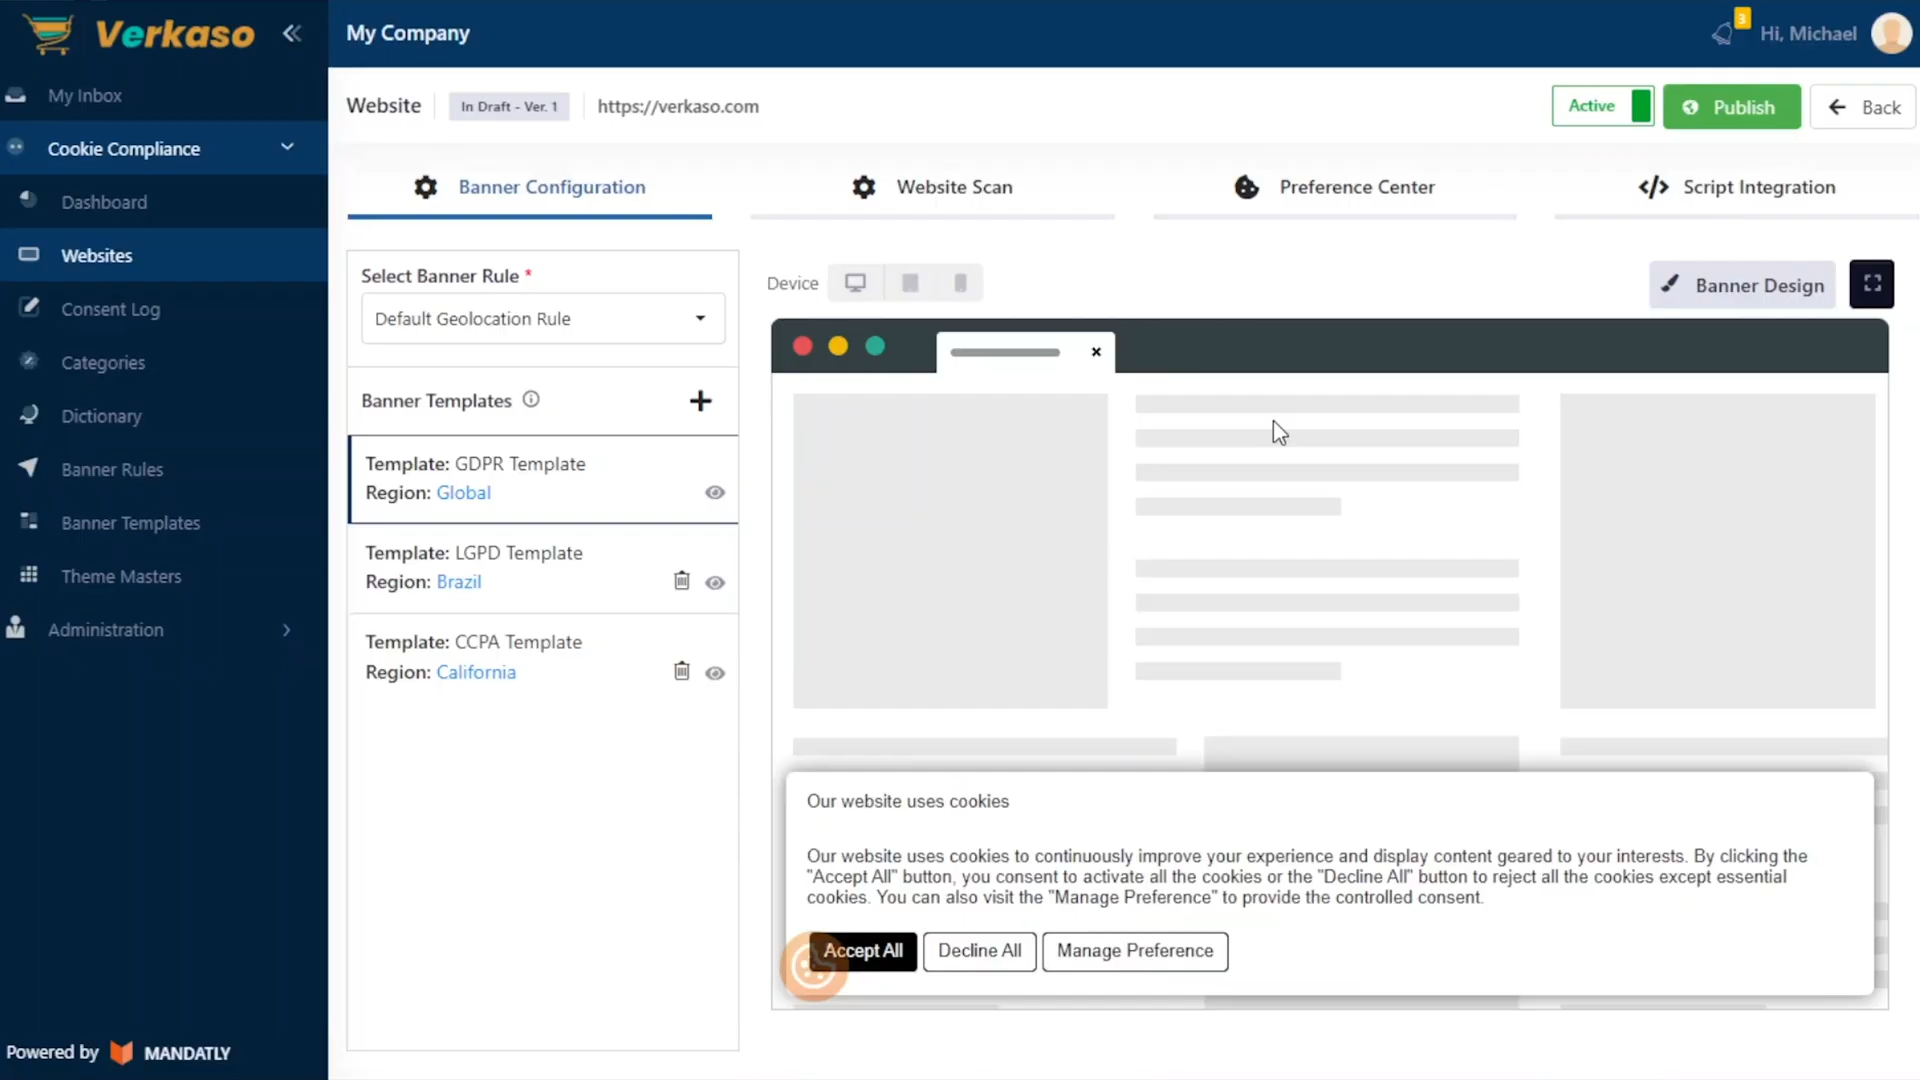 Verkaso
My Company
3
Hi, Michael
My Inbox
Cookie Compliance
Dashboard
Websites
Consent Log
Categories
Dictionary
Banner Rules
Banner Templates
Theme Masters
Administration
Powered by MANDATLY
Website
In Draft - Ver. 1
https://verkaso.com
Active
Publish
Back
Banner Configuration
Website Scan
Preference Center
</> Script Integration
Select Banner Rule *
Default Geolocation Rule
Banner Templates
Template: GDPR Template
Region: Global
Template: LGPD Template
Region: Brazil
Template: CCPA Template
Region: California
Device
Banner Design
Our website uses cookies
Our website uses cookies to continuously improve your experience and display content geared to your interests. By clicking the
"Accept All" button, you consent to activate all the cookies or the "Decline All" button to reject all the cookies except essential
cookies. You can also visit the "Manage Preference" to provide the controlled consent.
Accept All
Decline All
Manage Preference